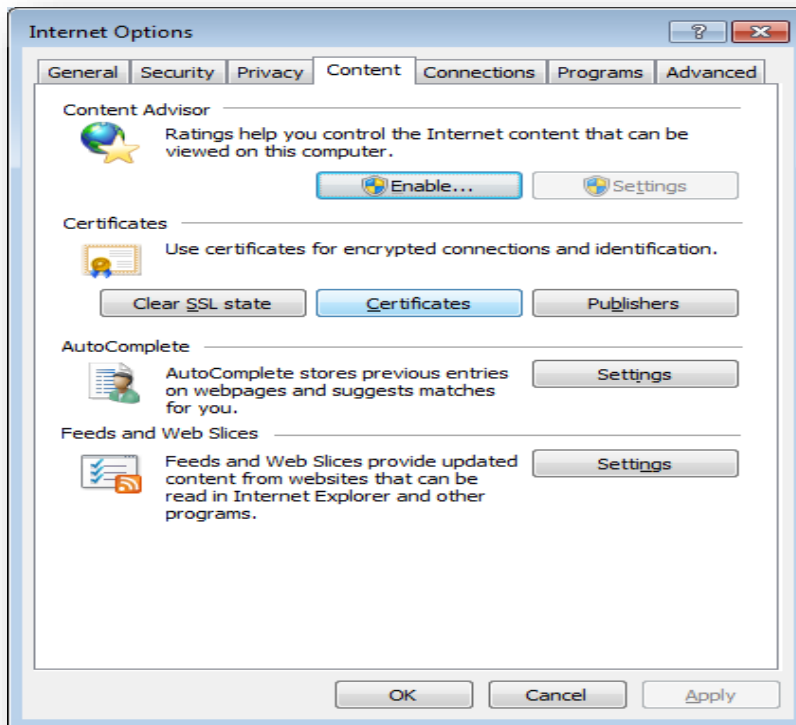 Internet Options
General Security Privacy Content Connections Programs Advanced
Content Advisor
Ratings help you control the Internet content that can be
viewed on this computer.
Enable... Settings
Certificates
Use certificates for encrypted connections and identification.
Clear SSL state Certificates Publishers
AutoComplete
AutoComplete stores previous entries
on webpages and suggests matches
for you.
Settings
Feeds and Web Slices
Feeds and Web Slices provide updated
content from websites that can be
read in Internet Explorer and other
programs.
Settings
OK Cancel Apply